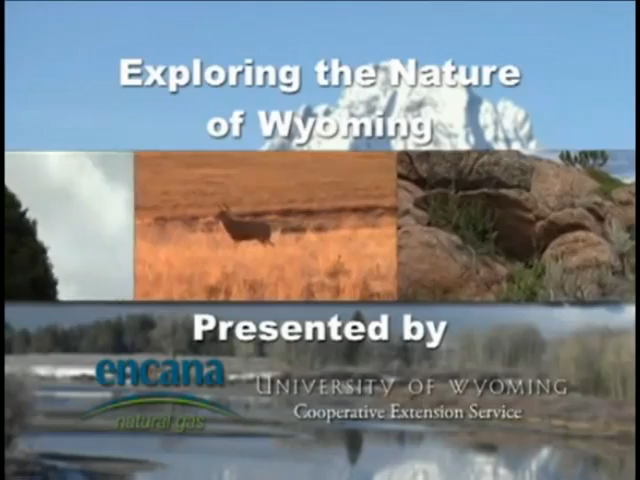 Exploring the Nature
of Wyoming
Presented by
encana
natural gas
UNIVERSITY OF WYOMING
Cooperative Extension Service